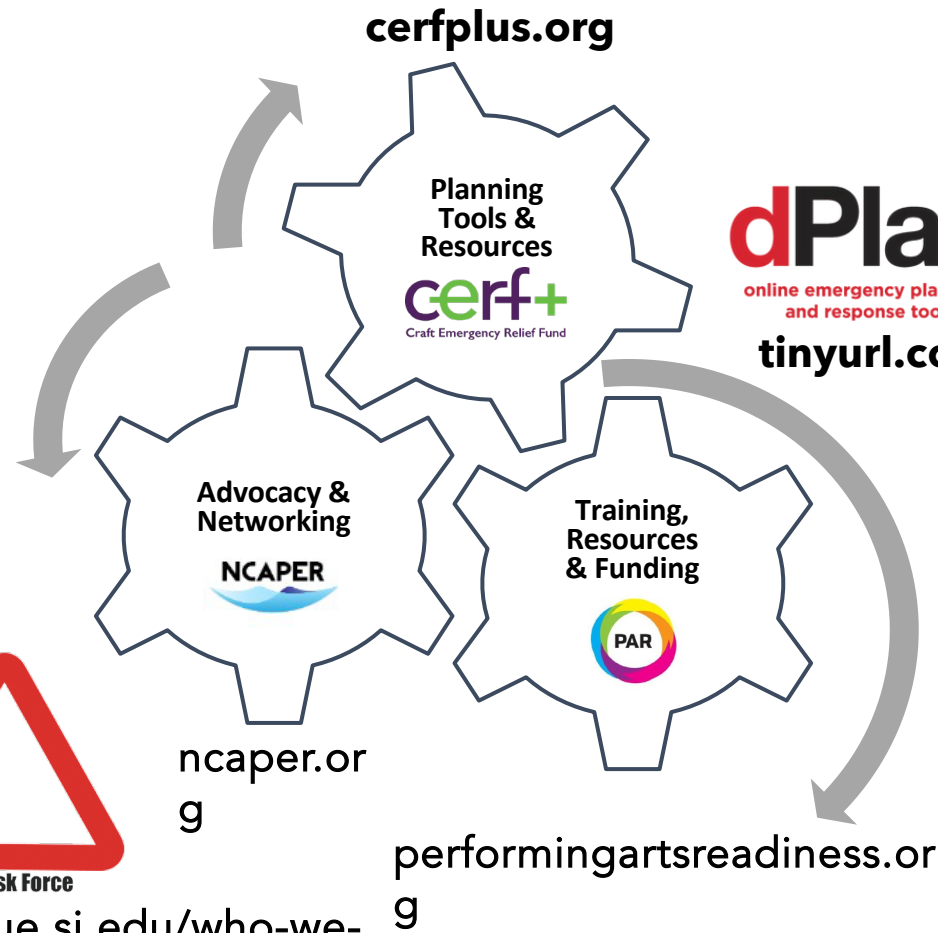 cerfplus.org
Planning
Tools &
Resources
cerf+
Craft Emergency Relief Fund
dPla
online emergency pla
and response too
tinyurl.co
Advocacy &
Networking
NCAPER
Training,
Resources
& Funding
PAR
ncaper.or
g
performingartsreadiness.or
g
sk Force
ue.si.edu/who-we-